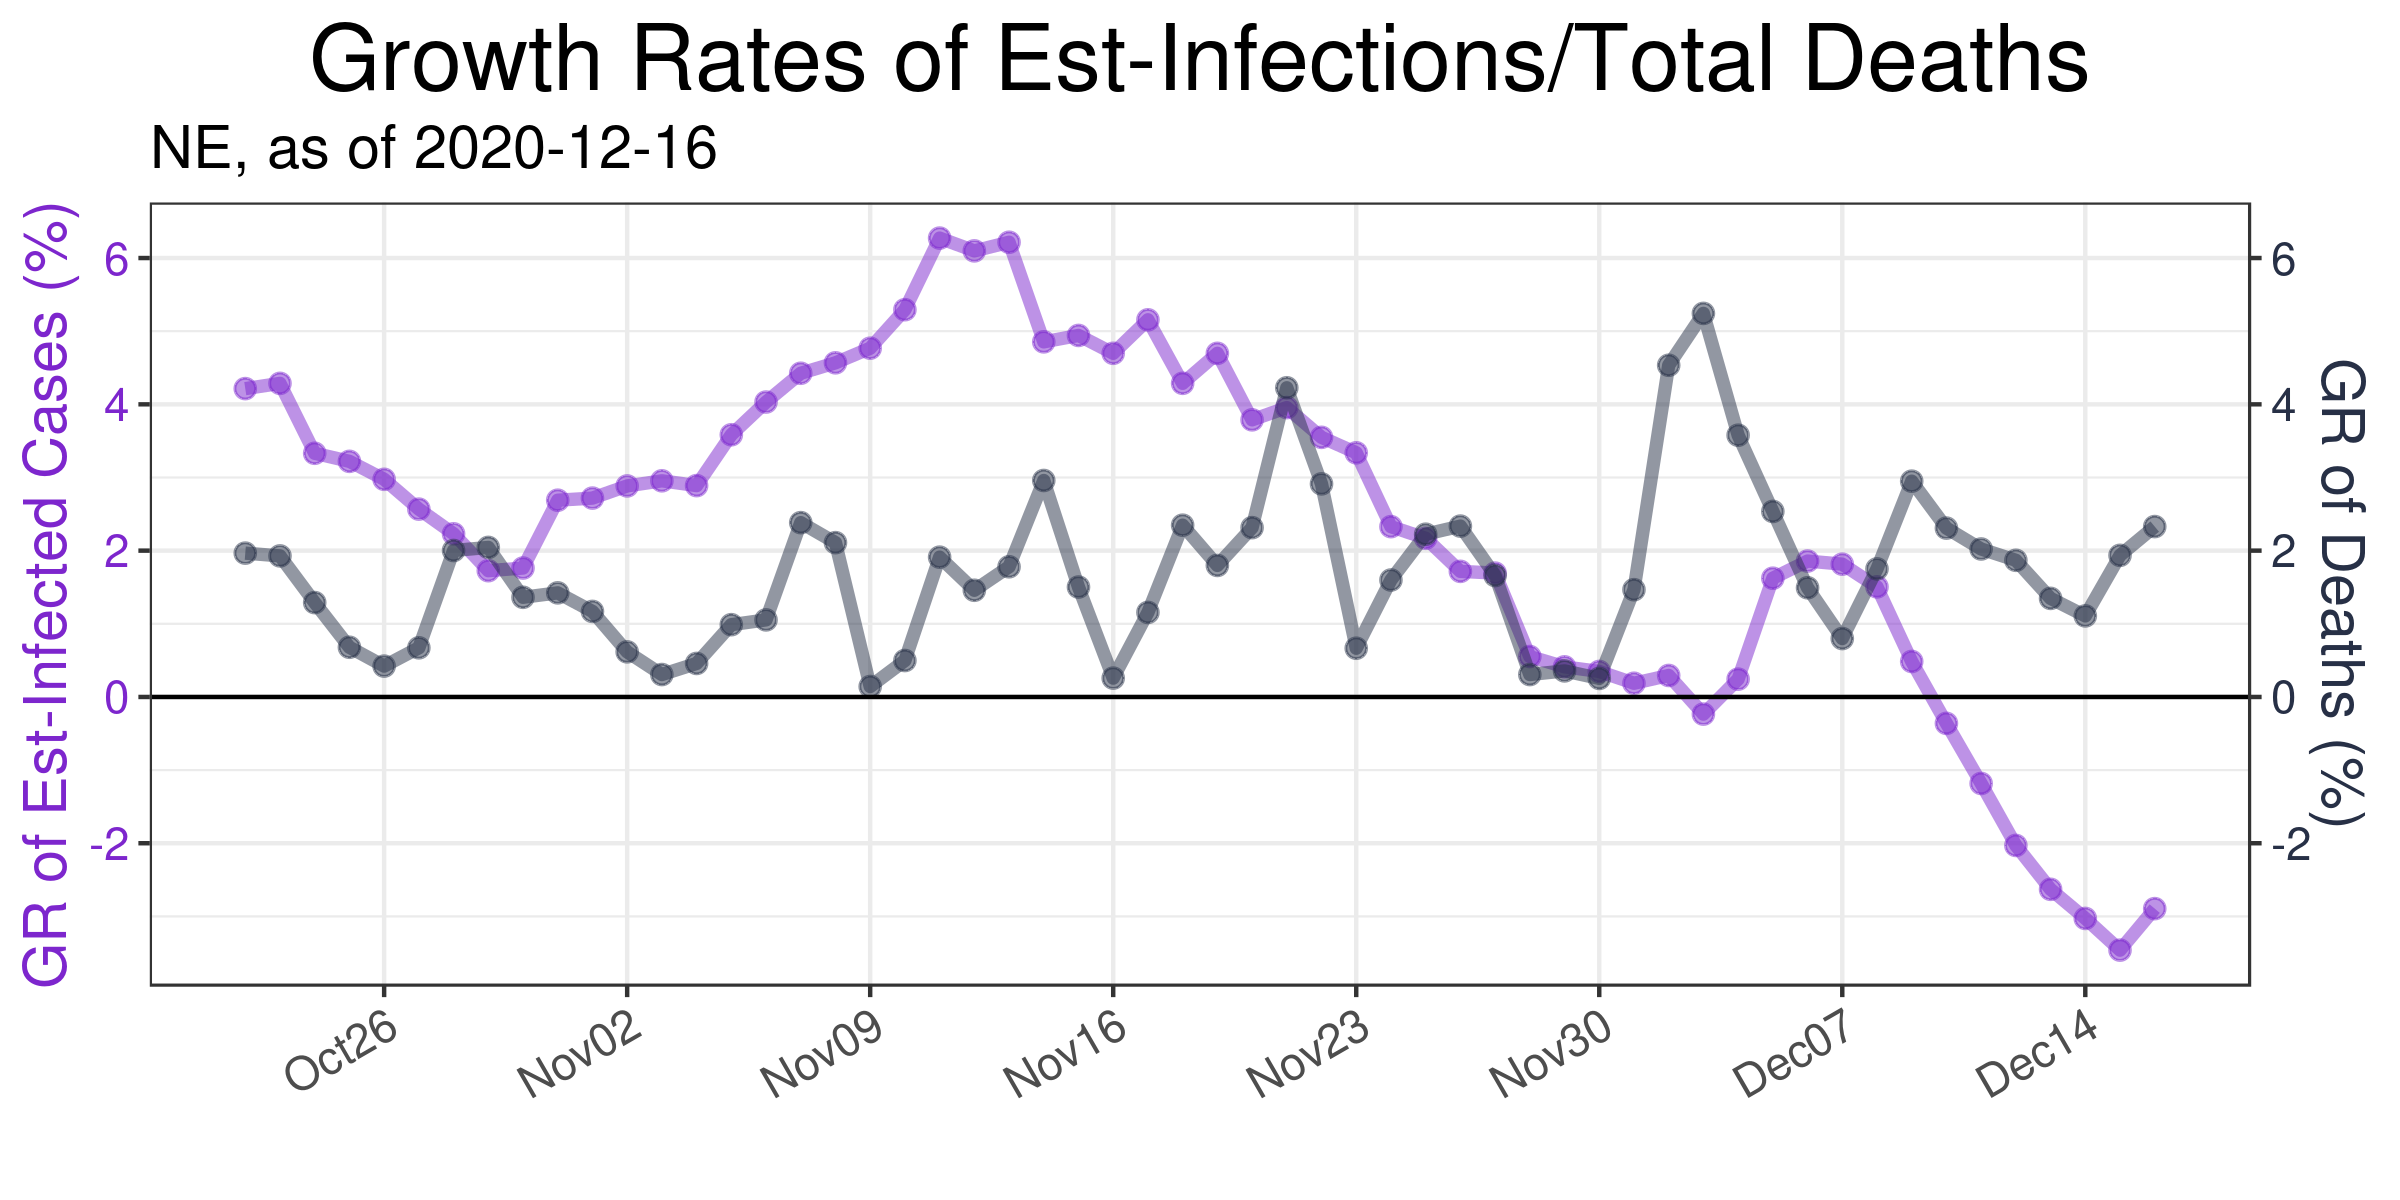 Growth Rates of Est-Infections/Total Deaths
NE, as of 2020-12-16
GR of Est-Infected Cases (%)
6
4
2
0
-2
6
4
2
0
-2
GR of Deaths (%)
Oct26
Nov02
Nov09
Nov16
Nov23
Nov30
Dec07
Dec14